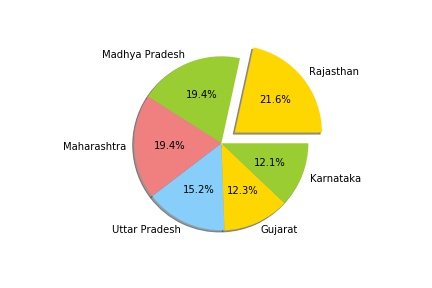 Madhya Pradesh
Rajasthan
19.4%
21.6%
Maharashtra
19.4%
12.1%
Karnataka
15.2%
12.3%
Uttar Pradesh
Gujarat